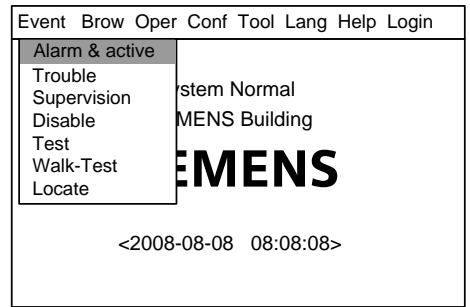 Event Brow Oper Conf Tool Lang Help Login
Alarm & active
Trouble
Supervision
Disable
Test
Walk-Test
Locate
ystem Normal
MENS Building
EMENS
<2008-08-08 08:08:08>